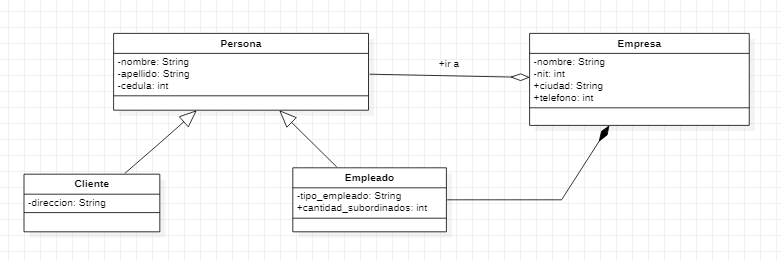 Persona
-nombre: String
-apellido: String
-cedula: int
+ir a
Empresa
-nombre: String
-nit: int
+ciudad: String
+telefono: int
Cliente
-direccion: String
Empleado
-tipo_empleado: String
+cantidad_subordinados: int